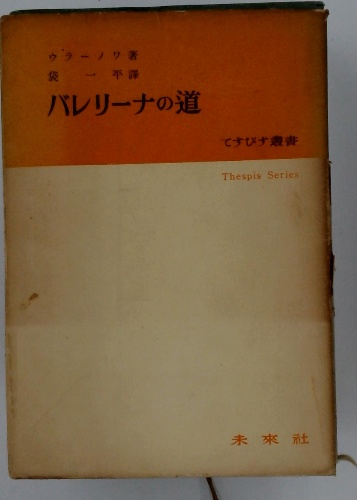 ウラーノワ著
袋一平譯
バレリーナの道
てすぴす叢書
Thespis Series
未來社